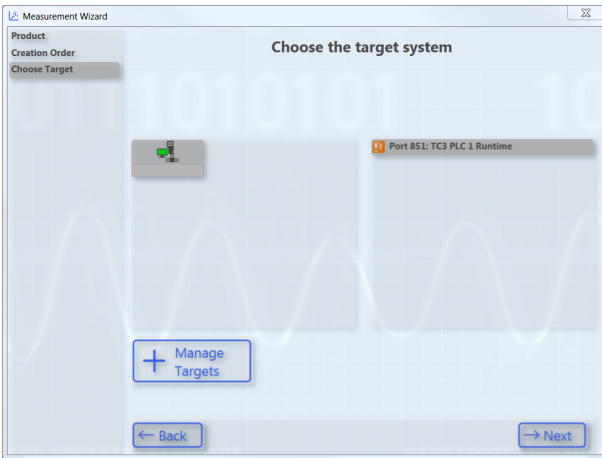 Measurement Wizard
Product
Creation Order
Choose Target
Choose the target system
Port 851: TC3 PLC 1 Runtime
Manage
Targets
Back
Next